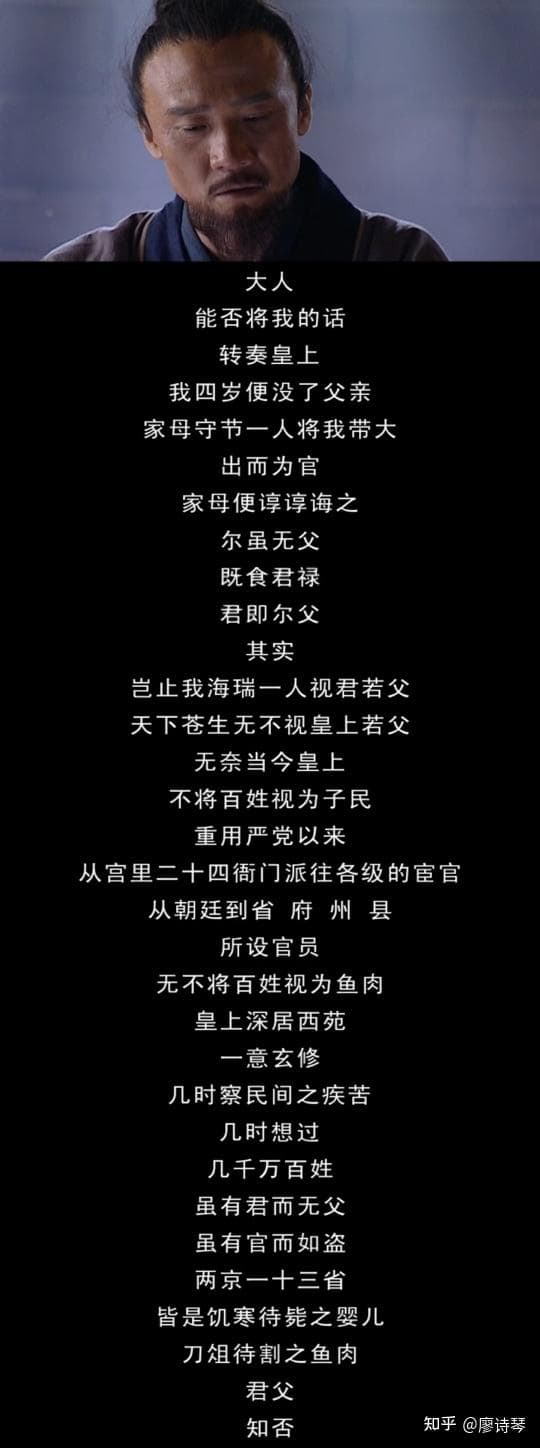 大人
能否将我的话
转奏皇上
我四岁便没了父亲
家母守节一人将我带大
出而为官
家母便谆谆诲之
尔虽无父
既食君禄
君即尔父
其实
岂止我海瑞一人视君若父
天下苍生无不视皇上若父
无奈当今皇上
不将百姓视为子民
重用严党以来
从宫里二十四衙门派往各级的宦官
从朝廷到省 府 州 县
所设官员
无不将百姓视为鱼肉
皇上深居西苑
一意玄修
几时察民间之疾苦
几时想过
几千万百姓
虽有君而无父
虽有官而如盗
两京一十三省
皆是饥寒待毙之婴儿
刀俎待割之鱼肉
君父
知否
知乎 @廖诗琴